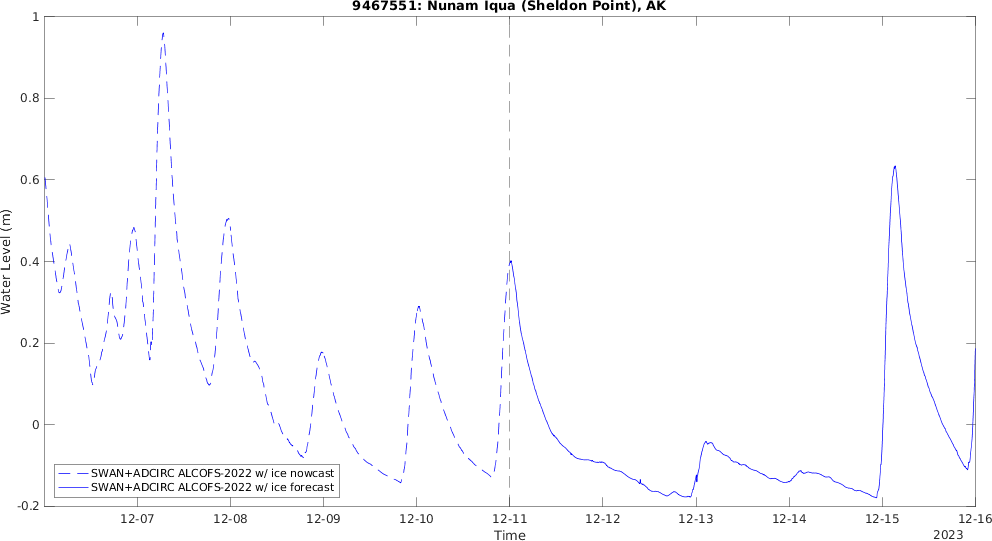 9467551: Nunam Iqua (Sheldon Point), AK
1
0.8
0.6
0.4
0.2
0
-0.2
Water Level (m)
SWAN+ADCIRC ALCOFS-2022 w/ ice nowcast
SWAN+ADCIRC ALCOFS-2022 w/ ice forecast
12-07 12-08 12-09 12-10 12-11 12-12 12-13 12-14 12-15 12-16
Time
2023